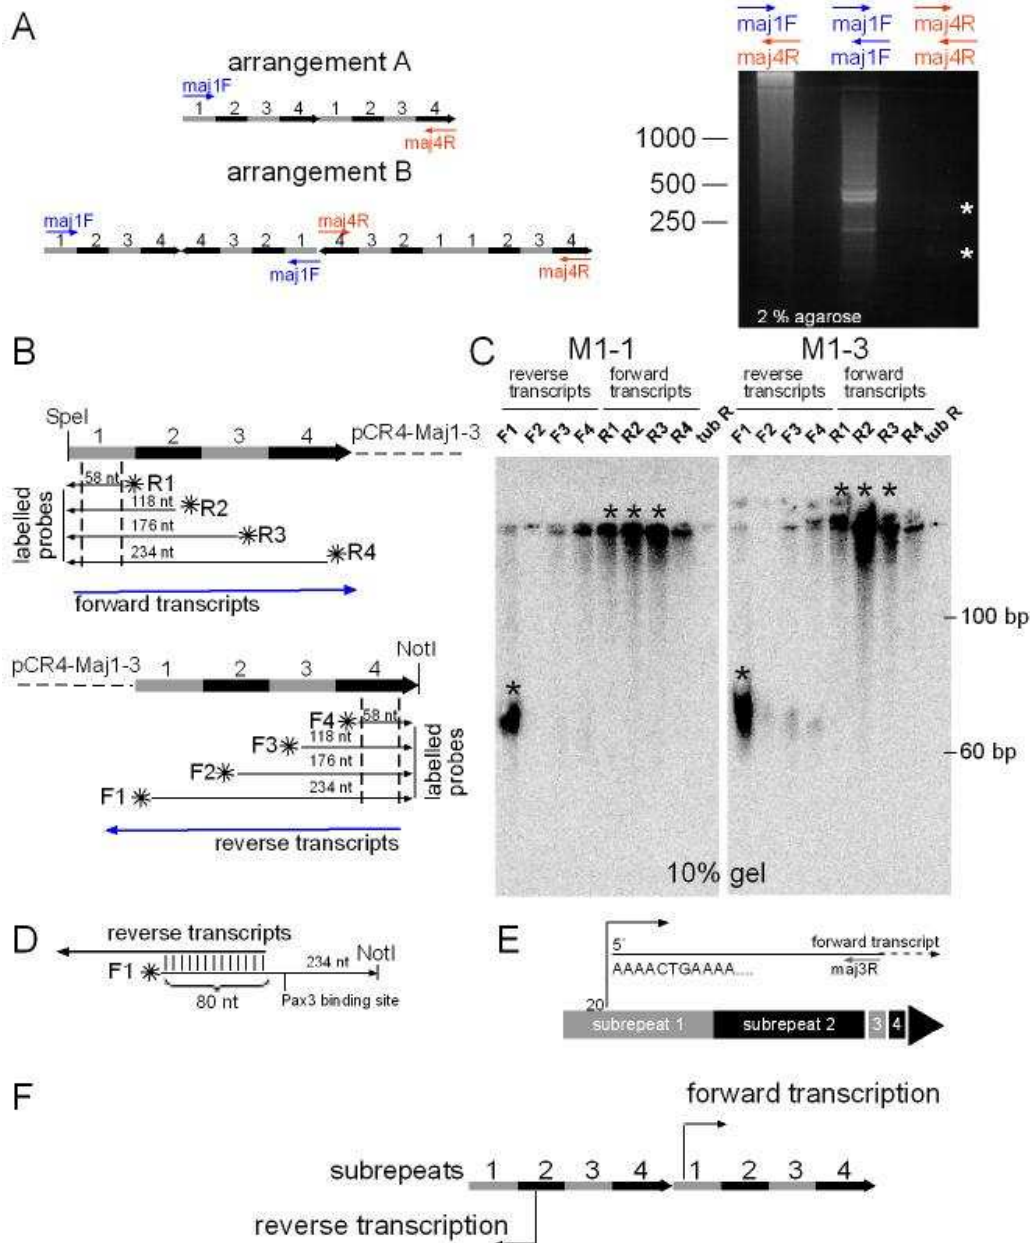 A
arrangement A
maj1F
1 2 3 4 1 2 3 4
maj4R
arrangement B
maj1F
maj4R
1 2 3 4 4 3 2 1 4 3 2 1 1 2 3 4
maj1F
maj4R
maj1F maj1F maj4R
maj4R maj1F maj4R
1000
500
250
*
*
2 % agarose
B
SpeI
1 2 3 4
pCR4-Maj1-3
labelled probes
58 nt R1
118 nt R2
176 nt R3
234 nt R4
forward transcripts
pCR4-Maj1-3
NotI
1 2 3 4
F4 58 nt
F3 118 nt
F2 176 nt
F1 234 nt
labelled probes
reverse transcripts
C
M1-1 M1-3
reverse transcripts forward transcripts reverse transcripts forward transcripts
F1 F2 F3 F4 R1 R2 R3 R4 tub R F1 F2 F3 F4 R1 R2 R3 R4 tub R
* * * * * *
* *
100 bp
60 bp
10% gel
D
reverse transcripts
NotI
F1 234 nt
80 nt
Pax3 binding site
E
5´ forward transcript
AAAACTGAAAA....
maj3R
20
subrepeat 1 subrepeat 2 3 4
F
forward transcription
subrepeats 1 2 3 4 1 2 3 4
reverse transcription